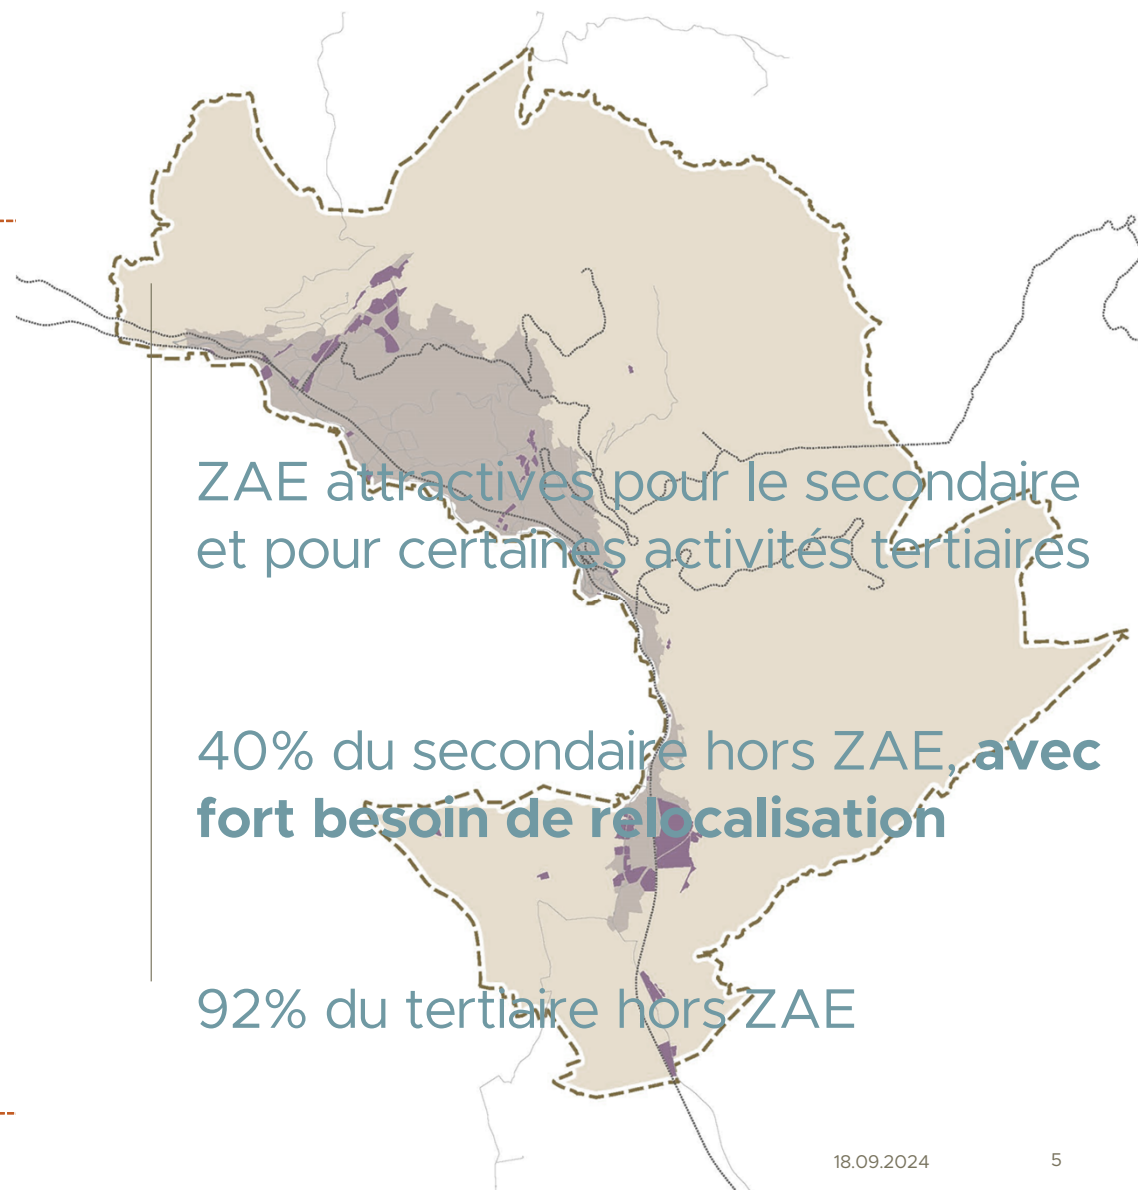 ZAE attractives pour le secondaire
et pour certaines activités tertiaires
40% du secondaire hors ZAE, avec
fort besoin de relocalisation
92% du tertiaire hors ZAE
18.09.2024 5